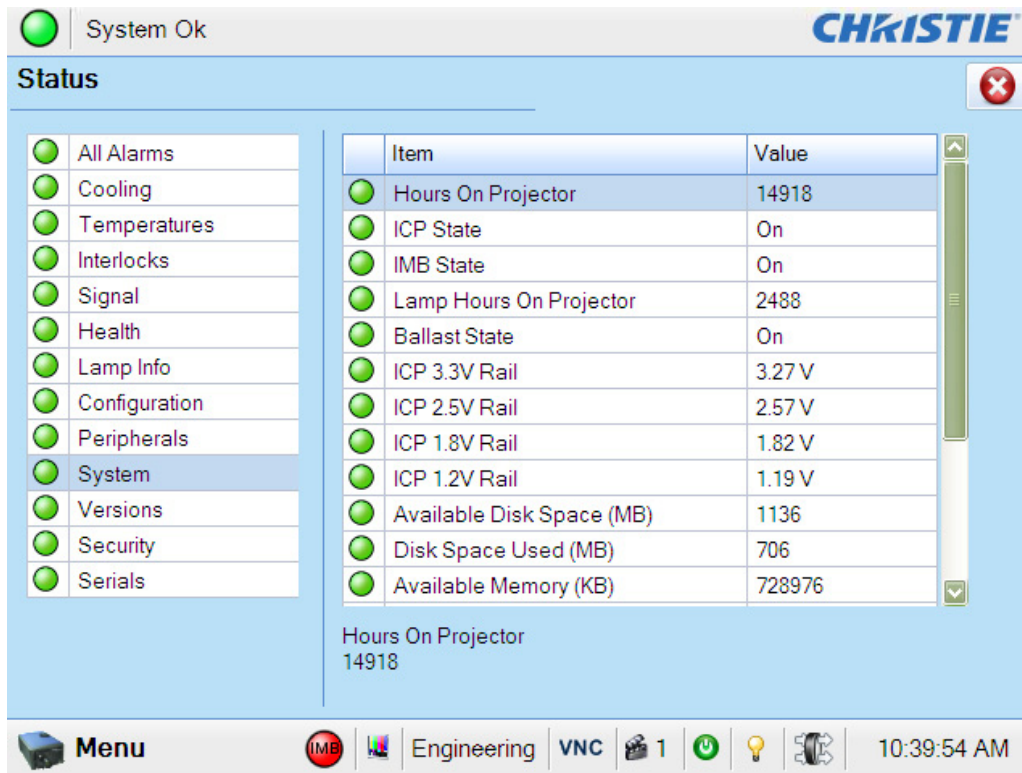 System Ok
CHRISTIE
Status
All Alarms
Cooling
Temperatures
Interlocks
Signal
Health
Lamp Info
Configuration
Peripherals
System
Versions
Security
Serials
Item Value
Hours On Projector 14918
ICP State On
IMB State On
Lamp Hours On Projector 2488
Ballast State On
ICP 3.3V Rail 3.27 V
ICP 2.5V Rail 2.57 V
ICP 1.8V Rail 1.82 V
ICP 1.2V Rail 1.19 V
Available Disk Space (MB) 1136
Disk Space Used (MB) 706
Available Memory (KB) 728976
Hours On Projector
14918
Menu IMB Engineering VNC 1 10:39:54 AM